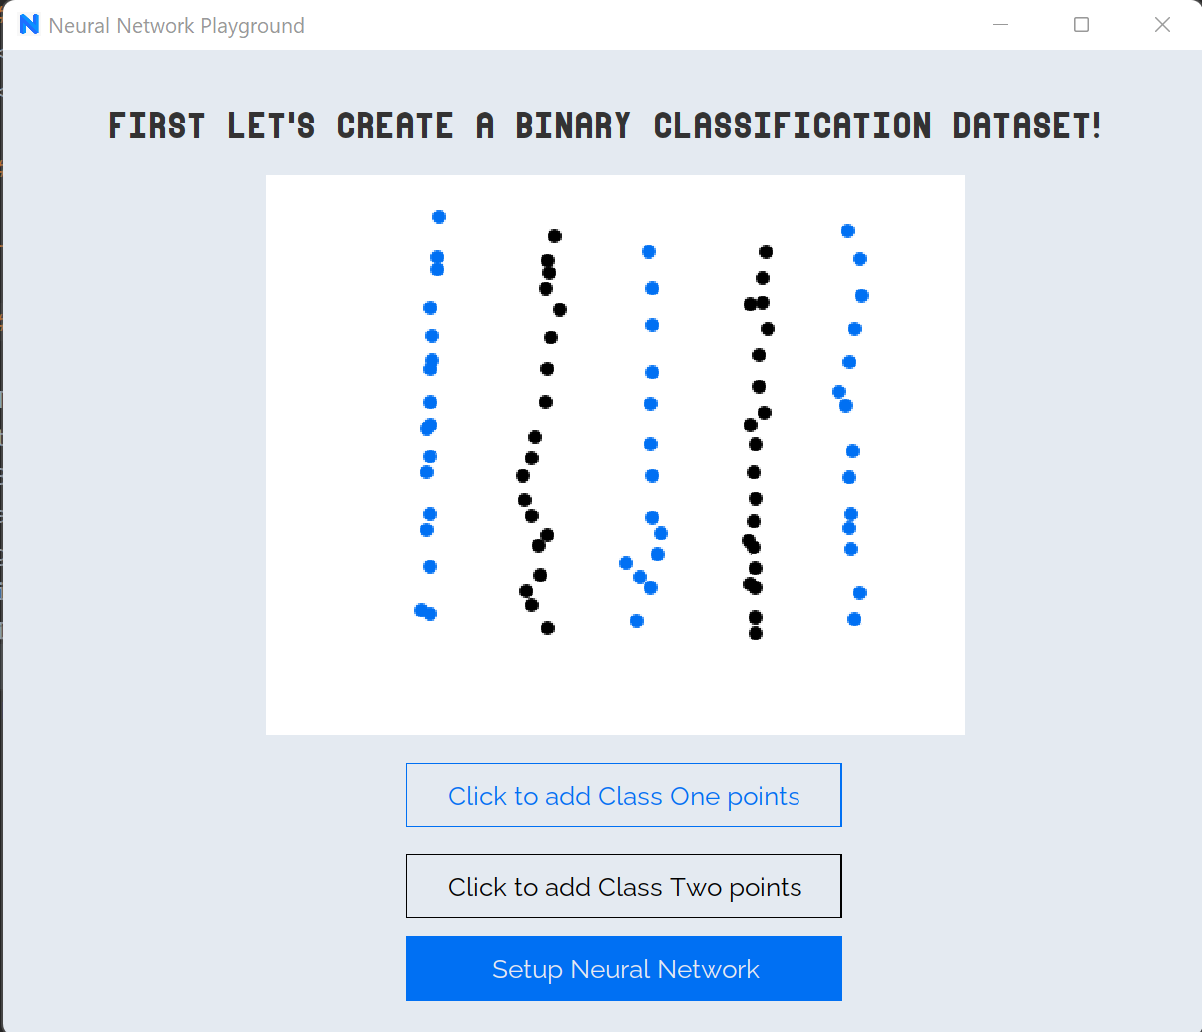 Neural Network Playground
FIRST LET'S CREATE A BINARY CLASSIFICATION DATASET!
Click to add Class One points
Click to add Class Two points
Setup Neural Network